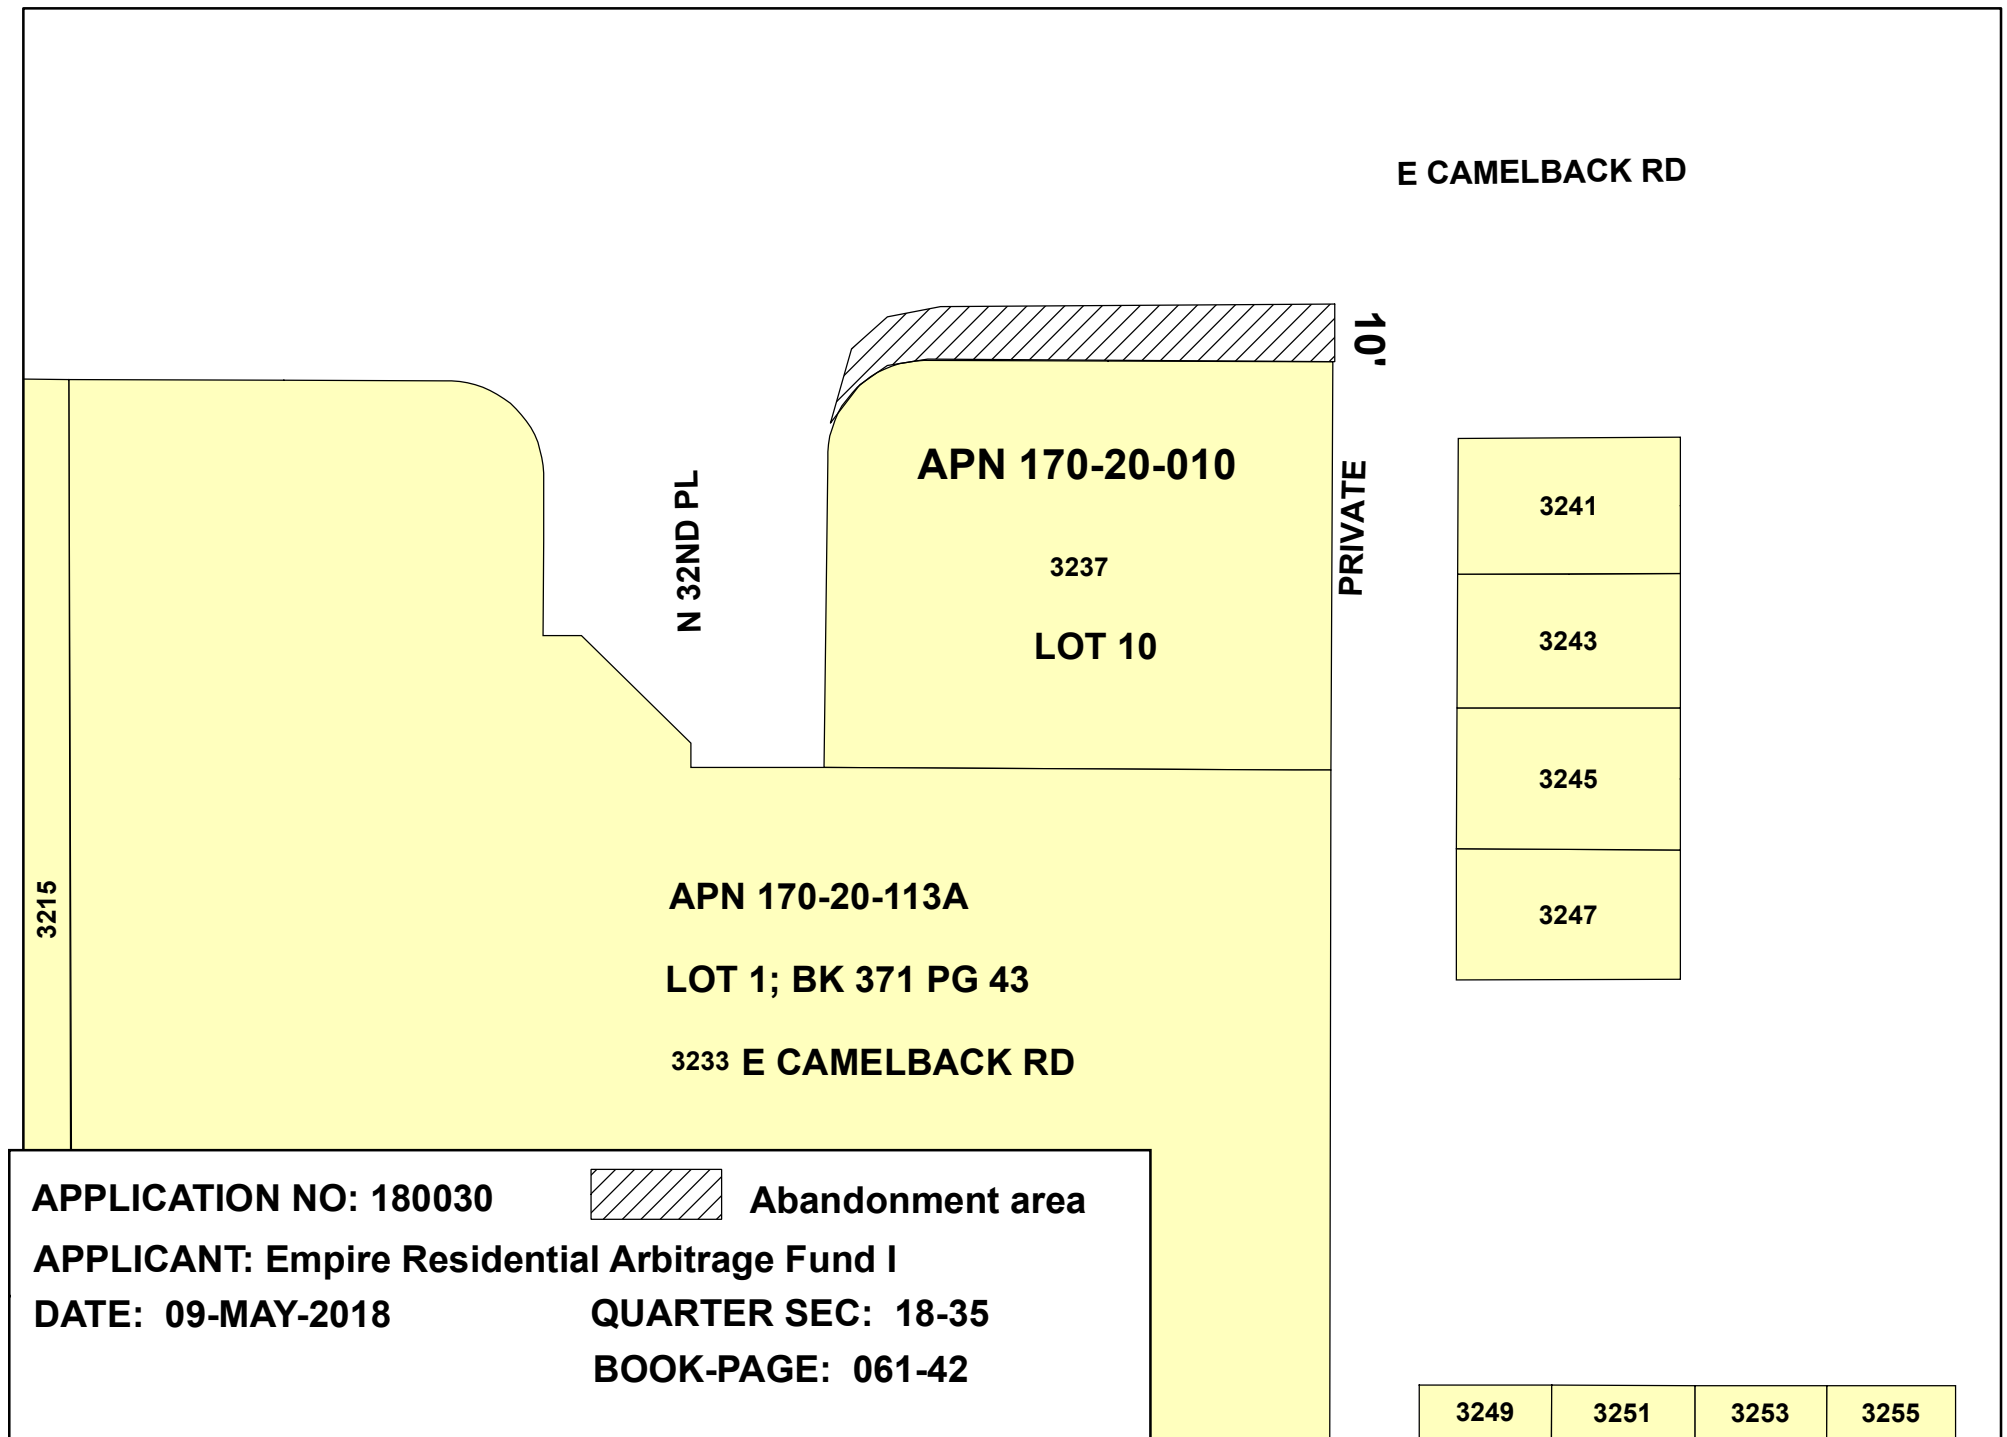 E CAMELBACK RD
10'
N 32ND PL
APN 170-20-010
3237
LOT 10
PRIVATE
3241
3243
3245
3247
3215
APN 170-20-113A
LOT 1; BK 371 PG 43
3233 E CAMELBACK RD
APPLICATION NO: 180030
Abandonment area
APPLICANT: Empire Residential Arbitrage Fund I
DATE: 09-MAY-2018
QUARTER SEC: 18-35
BOOK-PAGE: 061-42
3249
3251
3253
3255